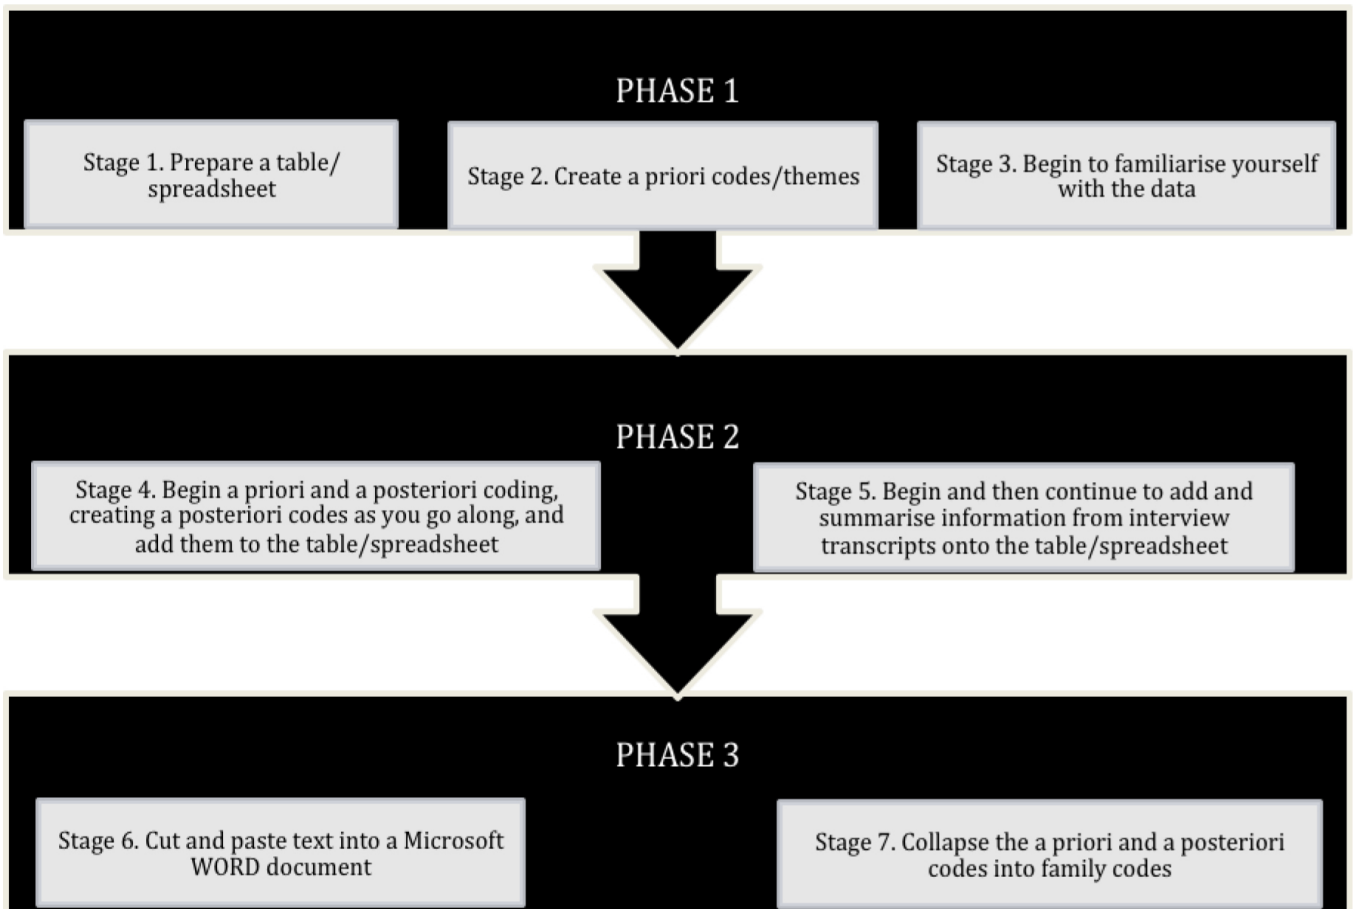 PHASE 1
Stage 1. Prepare a table/
spreadsheet
Stage 2. Create a priori codes/themes
Stage 3. Begin to familiarise yourself
with the data
PHASE 2
Stage 4. Begin a priori and a posteriori coding,
creating a posteriori codes as you go along, and
add them to the table/spreadsheet
Stage 5. Begin and then continue to add and
summarise information from interview
transcripts onto the table/spreadsheet
PHASE 3
Stage 6. Cut and paste text into a Microsoft
WORD document
Stage 7. Collapse the a priori and a posteriori
codes into family codes